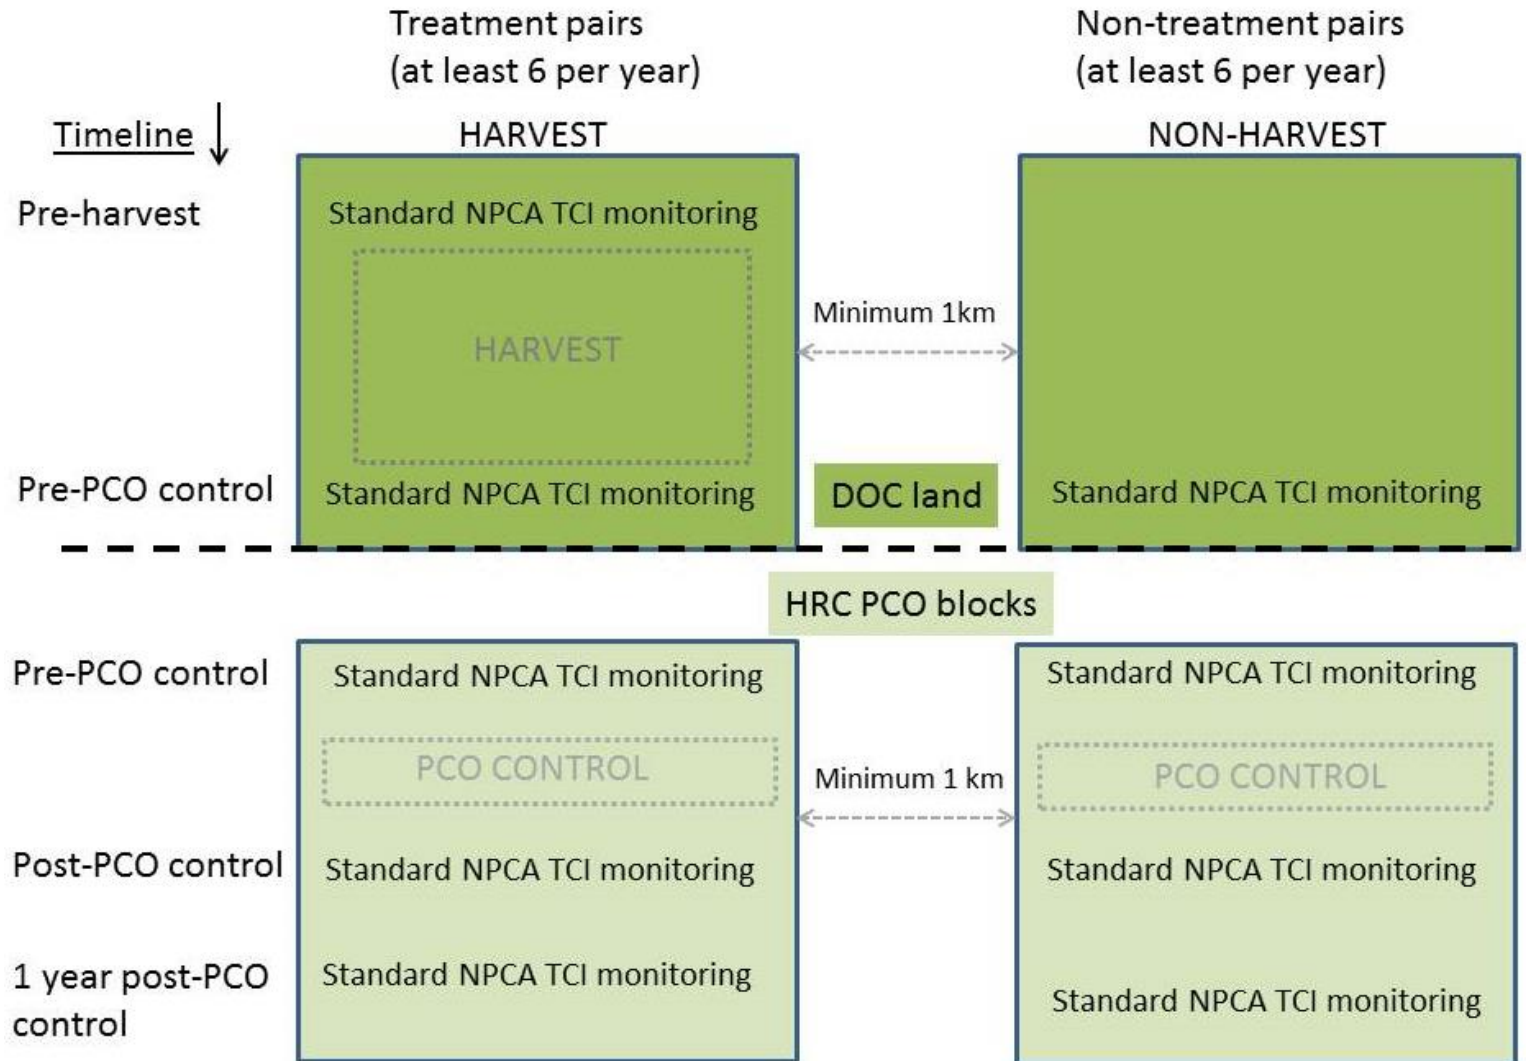 Treatment pairs
(at least 6 per year)
Non-treatment pairs
(at least 6 per year)
Timeline
HARVEST
NON-HARVEST
Pre-harvest
Standard NPCA TCI monitoring
HARVEST
Minimum 1km
Pre-PCO control
Standard NPCA TCI monitoring
DOC land
Standard NPCA TCI monitoring
HRC PCO blocks
Pre-PCO control
Standard NPCA TCI monitoring
Standard NPCA TCI monitoring
PCO CONTROL
Minimum 1 km
PCO CONTROL
Post-PCO control
Standard NPCA TCI monitoring
Standard NPCA TCI monitoring
1 year post-PCO
control
Standard NPCA TCI monitoring
Standard NPCA TCI monitoring